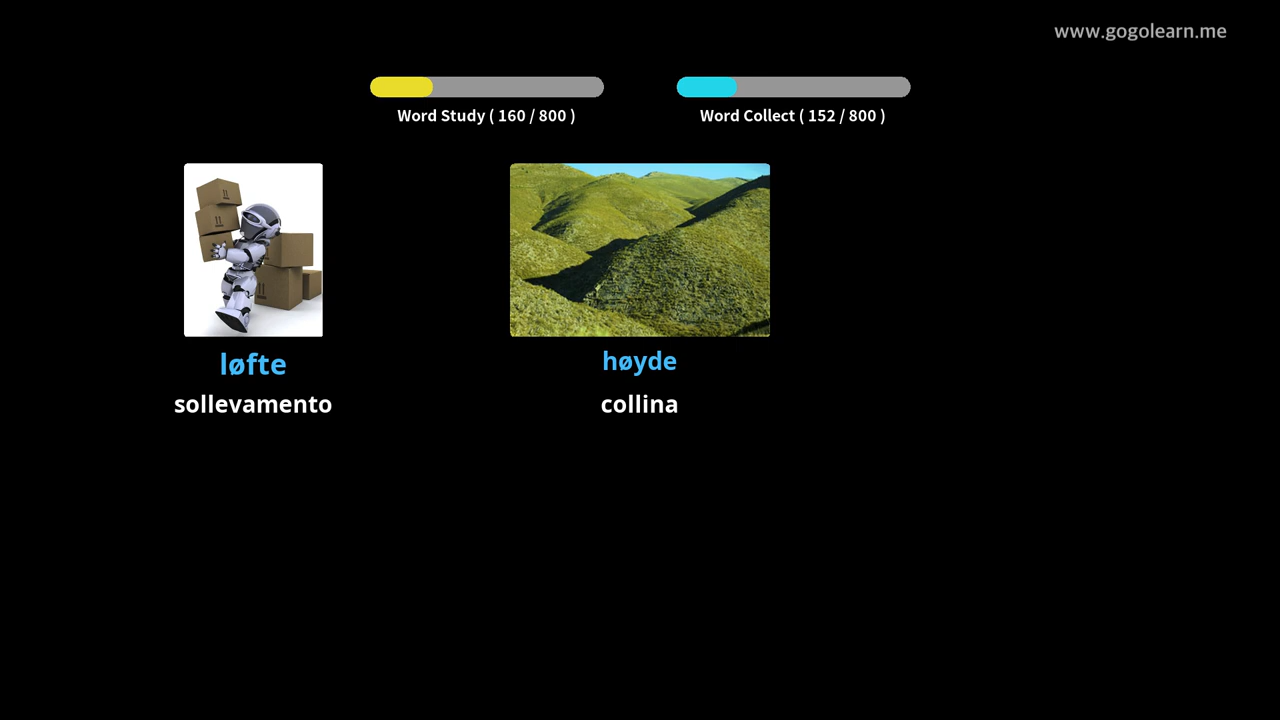 www.gogolearn.me
Word Study ( 160 / 800 )
Word Collect ( 152 / 800 )
løfte
høyde
sollevamento
collina